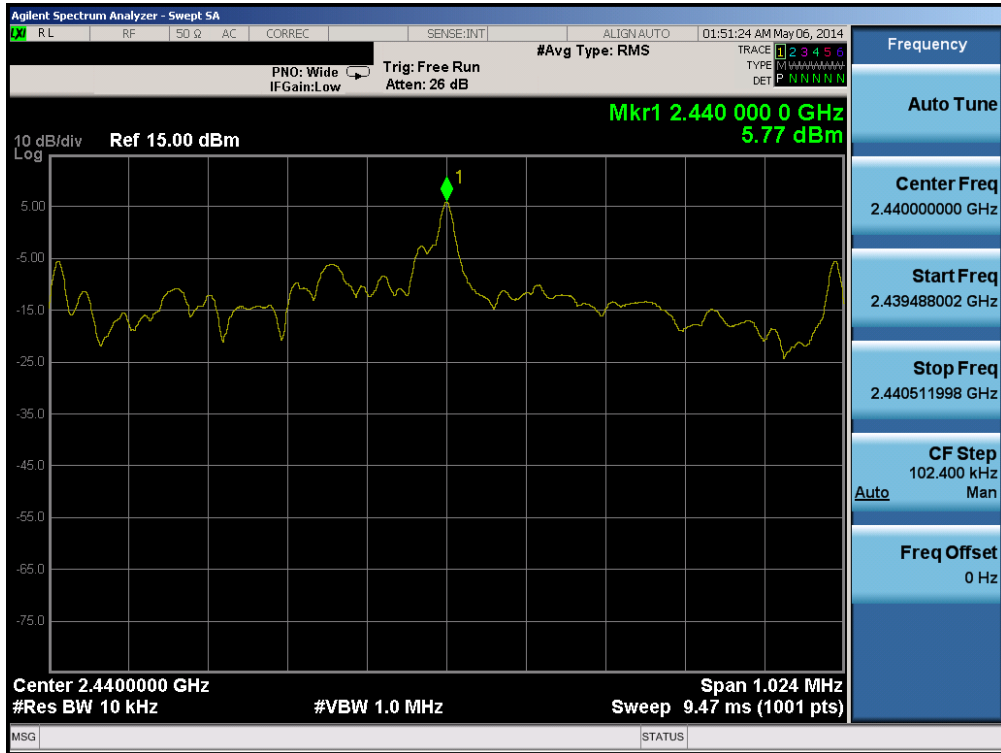 Agilent Spectrum Analyzer - Swept SA
LXI RL RF 50 Ω AC CORREC SENSE:INT ALIGN AUTO 01:51:24 AM May 06, 2014
#Avg Type: RMS TRACE 1 2 3 4 5 6
PNO: Wide Trig: Free Run TYPE M
IFGain:Low Atten: 26 dB DET P N N N N N
Mkr1 2.440 000 0 GHz
5.77 dBm
10 dB/div Ref 15.00 dBm
Log
1
5.00
-5.00
-15.0
-25.0
-35.0
-45.0
-55.0
-65.0
-75.0
Center 2.4400000 GHz Span 1.024 MHz
#Res BW 10 kHz #VBW 1.0 MHz Sweep 9.47 ms (1001 pts)
MSG STATUS
Frequency
Auto Tune
Center Freq
2.440000000 GHz
Start Freq
2.439488002 GHz
Stop Freq
2.440511998 GHz
CF Step
102.400 kHz
Auto Man
Freq Offset
0 Hz